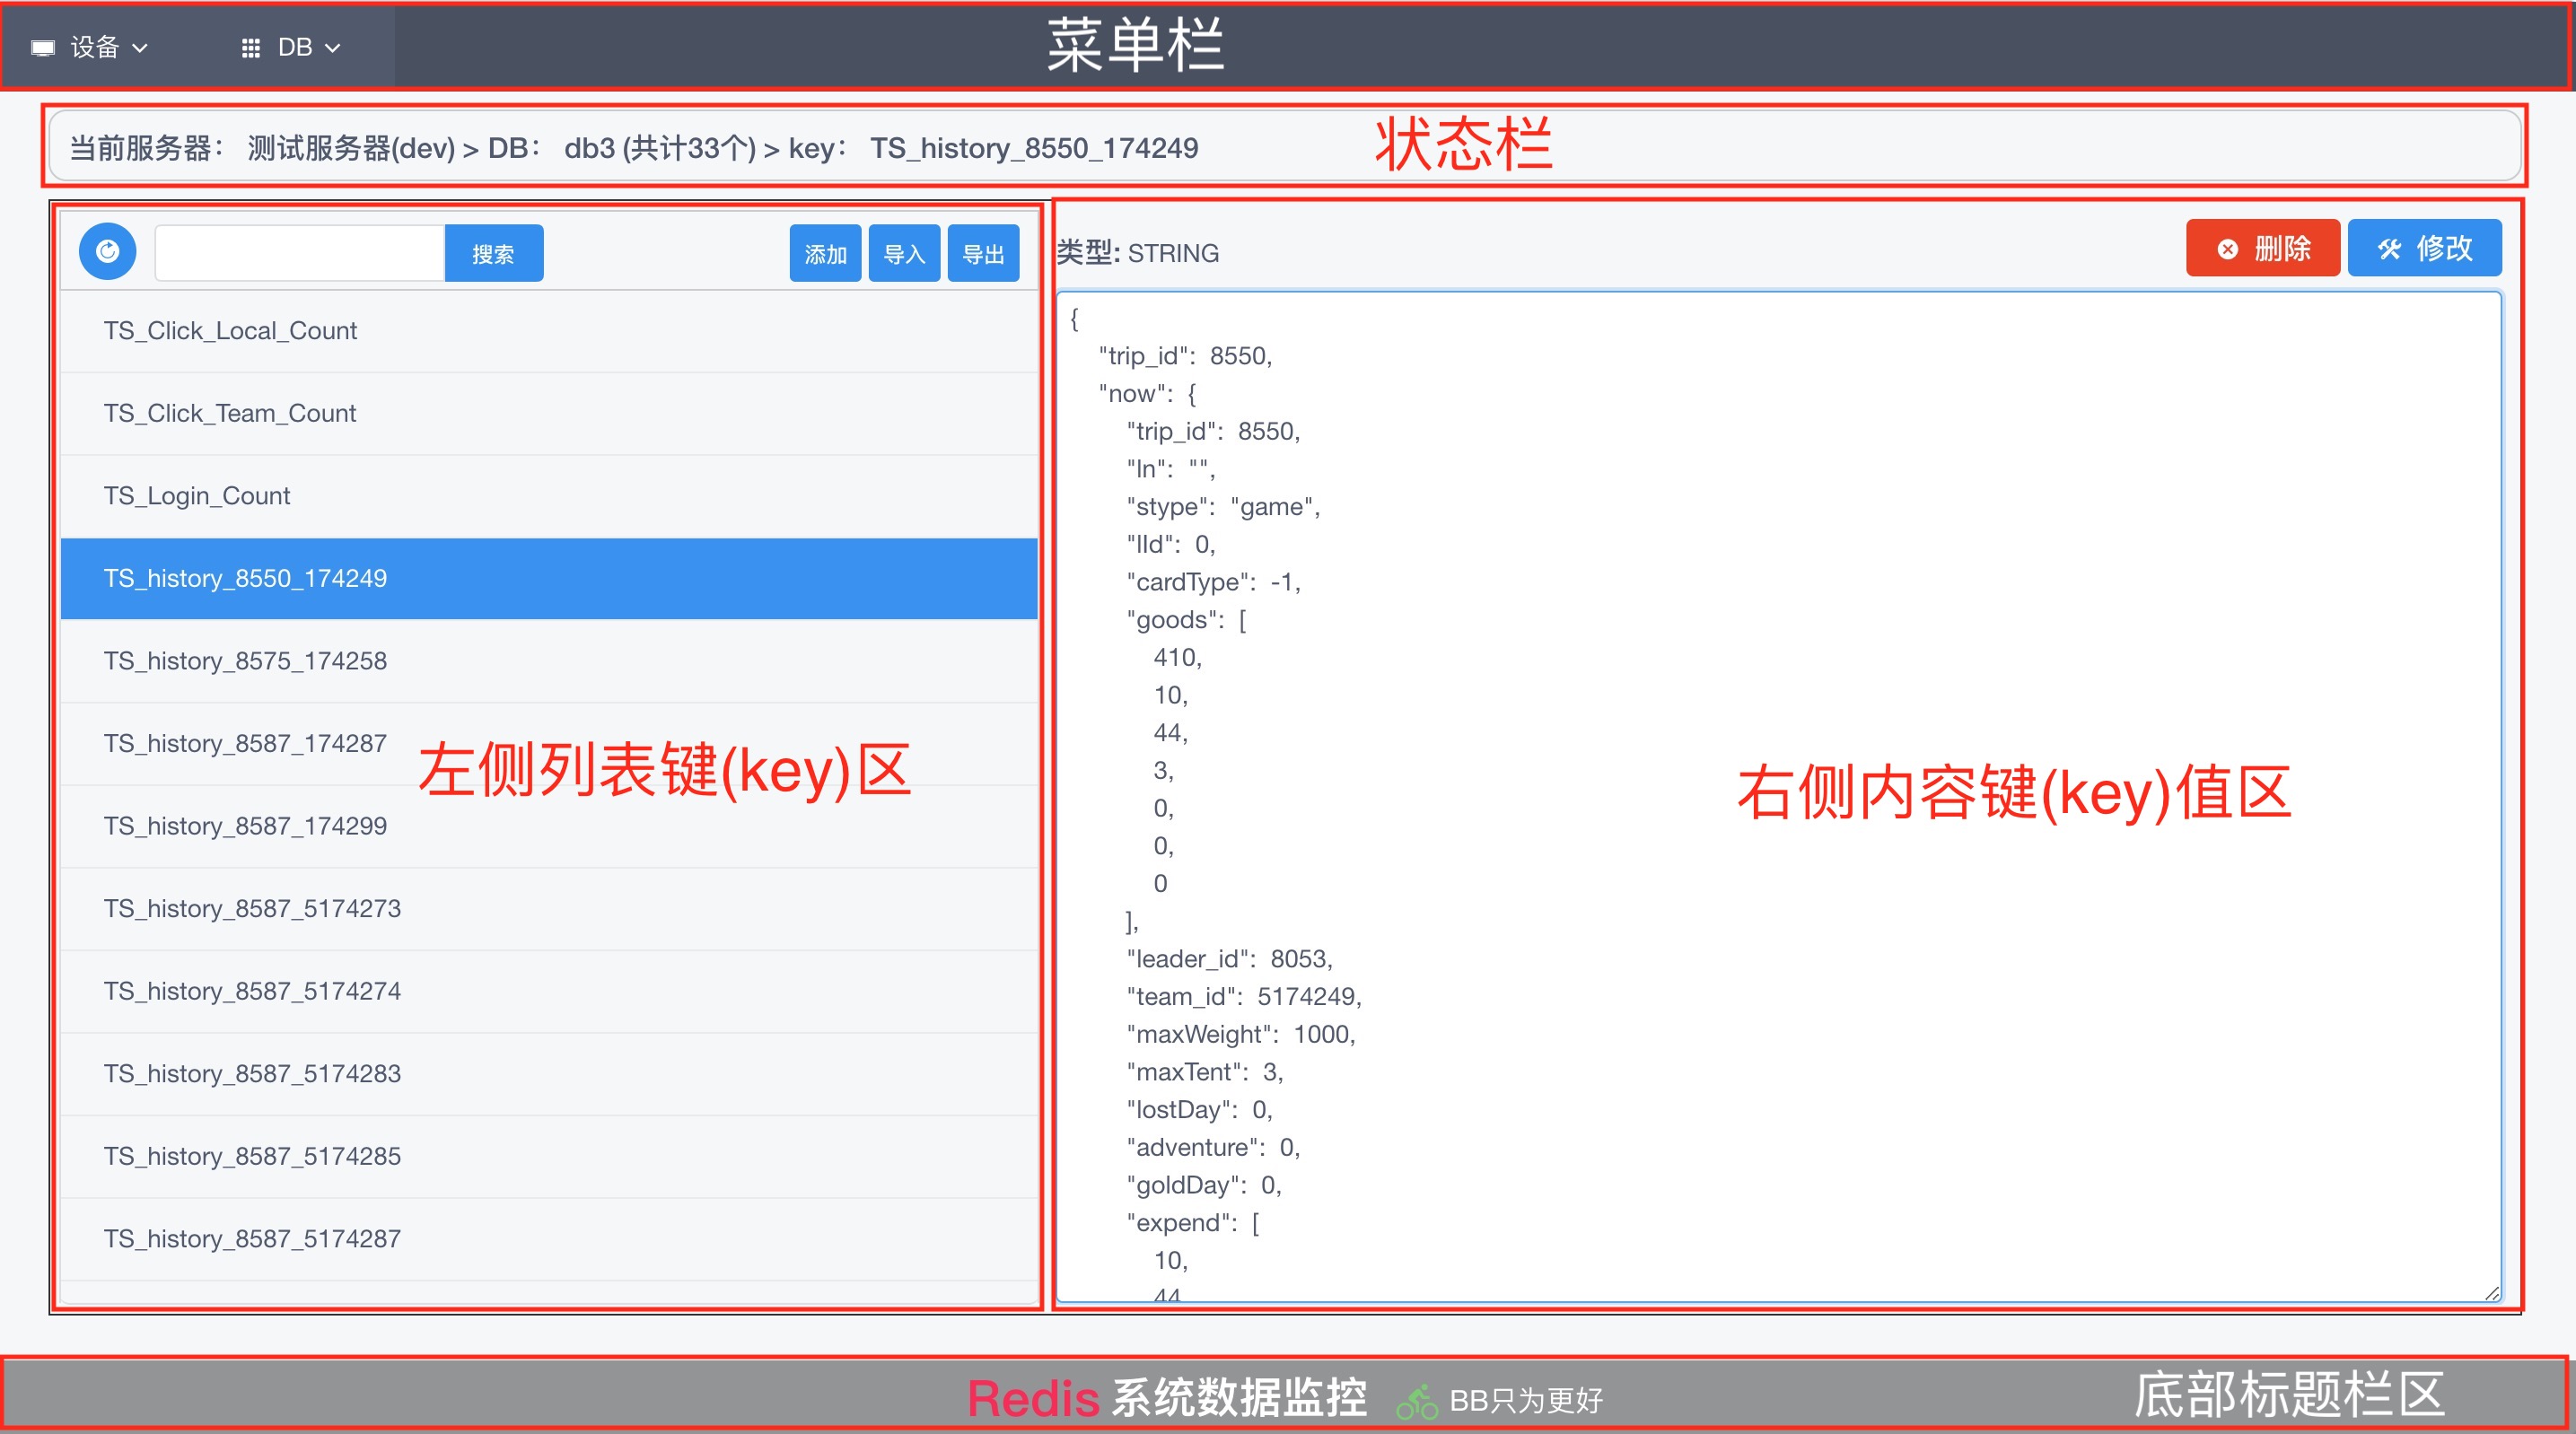 设备 DB 菜单栏
当前服务器： 测试服务器(dev) > DB： db3 (共计33个) > key： TS_history_8550_174249 状态栏
搜索 添加 导入 导出
TS_Click_Local_Count
TS_Click_Team_Count
TS_Login_Count
TS_history_8550_174249
TS_history_8575_174258
TS_history_8587_174287
左侧列表键(key)区
TS_history_8587_174299
TS_history_8587_5174273
TS_history_8587_5174274
TS_history_8587_5174283
TS_history_8587_5174285
TS_history_8587_5174287
类型: STRING 删除 修改
{
"trip_id": 8550,
"now": {
"trip_id": 8550,
"ln": "",
"stype": "game",
"lId": 0,
"cardType": -1,
"goods": [
410,
10,
44,
3,
右侧内容键(key)值区
0,
0,
0
],
"leader_id": 8053,
"team_id": 5174249,
"maxWeight": 1000,
"maxTent": 3,
"lostDay": 0,
"adventure": 0,
"goldDay": 0,
"expend": [
10,
44
Redis 系统数据监控 BB只为更好 底部标题栏区